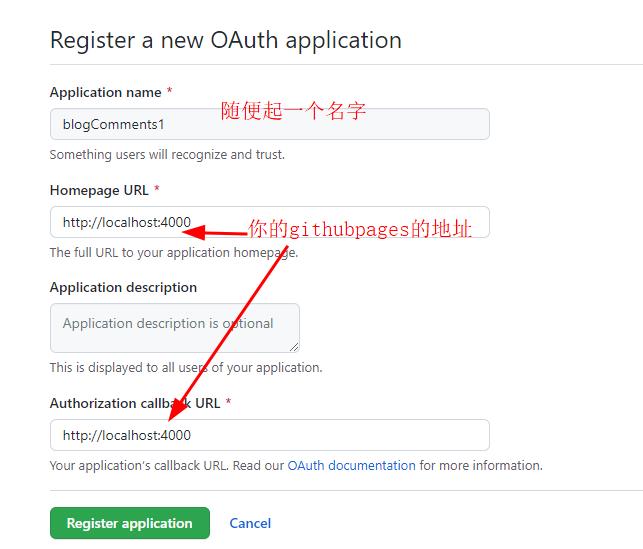 Register a new OAuth application
Application name *
随便起一个名字
blogComments1
Something users will recognize and trust.
Homepage URL *
http://localhost:4000
你的githubpages的地址
The full URL to your application homepage.
Application description
Application description is optional
This is displayed to all users of your application.
Authorization callback URL *
http://localhost:4000
Your application's callback URL. Read our OAuth documentation for more information.
Register application
Cancel